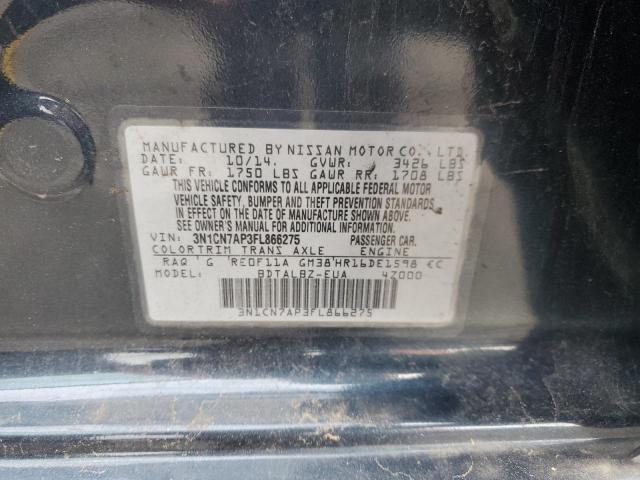 MANUFACTURED BY NISSAN MOTOR CO., LTD.
DATE: 10/14. GVWR: 3426 LBS
GAWR FR: 1750 LBS GAWR RR: 1708 LBS
THIS VEHICLE CONFORMS TO ALL APPLICABLE FEDERAL MOTOR
VEHICLE SAFETY, BUMPER, AND THEFT PREVENTION STANDARDS
IN EFFECT ON THE DATE OF MANUFACTURE SHOWN ABOVE.
SEE OWNER'S MANUAL FOR ADDITIONAL INFORMATION.
VIN: 3N1CN7AP3FL866275 PASSENGER CAR.
COLOR TRIM TRANS AXLE ENGINE
RAQ ' G 'RE0F11A GM38'HR16DE1598 CC
MODEL: BDTALBZ-EUA 4Z000
3N1CN7AP3FL866275